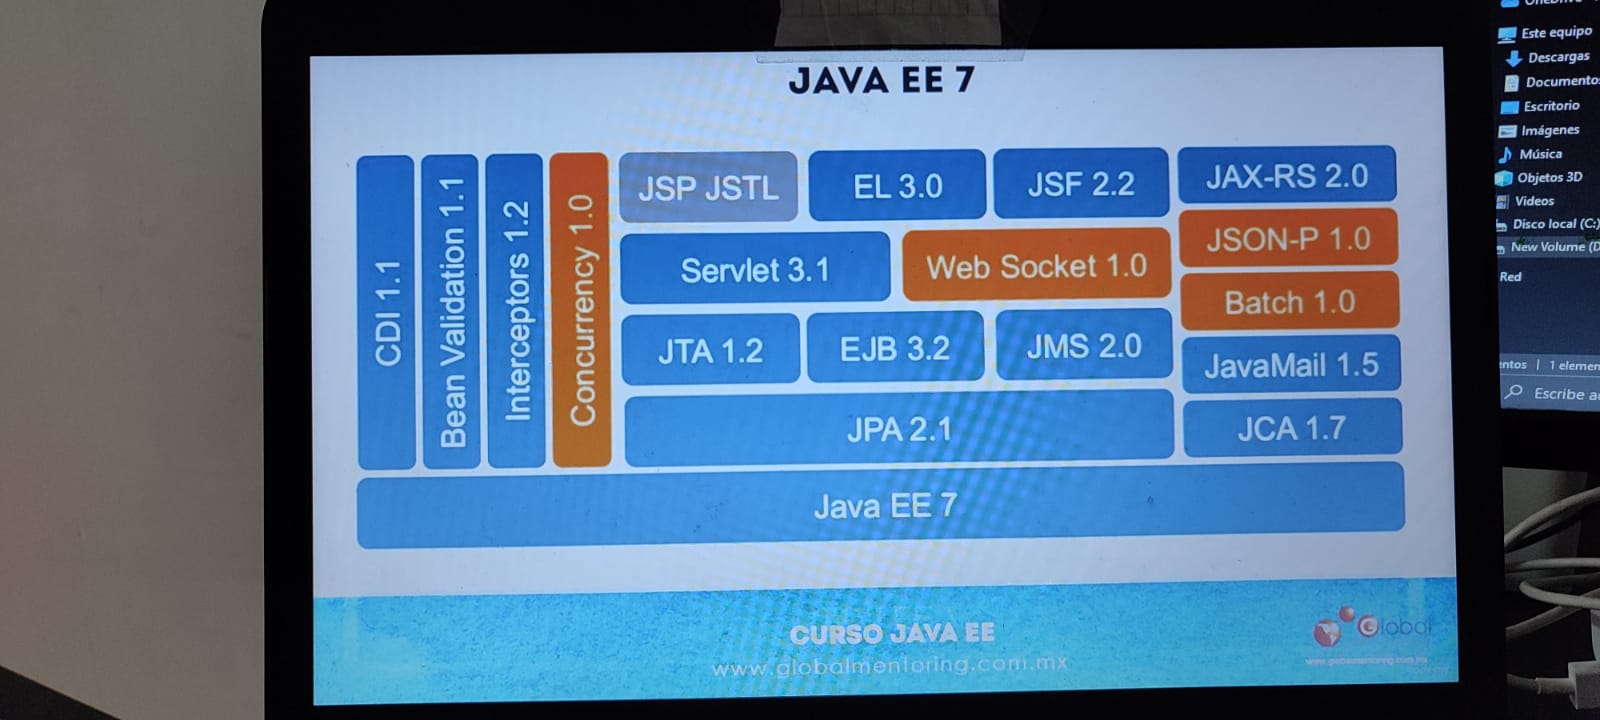 JAVA EE 7
CDI 1.1
Bean Validation 1.1
Interceptors 1.2
Concurrency 1.0
JSP JSTL
EL 3.0
JSF 2.2
JAX-RS 2.0
Servlet 3.1
Web Socket 1.0
JSON-P 1.0
Batch 1.0
JTA 1.2
EJB 3.2
JMS 2.0
JavaMail 1.5
JPA 2.1
JCA 1.7
Java EE 7
CURSO JAVA EE
www.globalmentoring.com.mx
Global
www.globalmentoring.com.mx
Este equipo
Descargas
Documentos
Escritorio
Imágenes
Música
Objetos 3D
Videos
Disco local (C:)
New Volume (D
Red
entos | 1 elemen
Escribe a